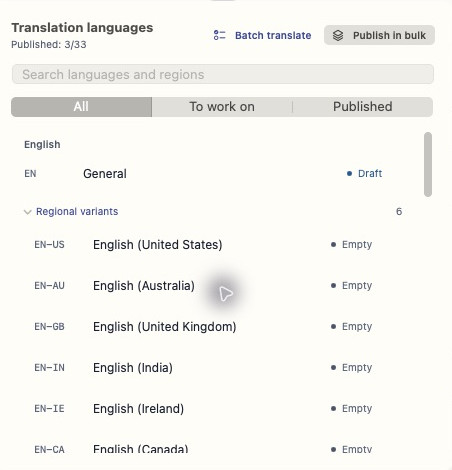 Translation languages
Published: 3/33
Batch translate
Publish in bulk
Search languages and regions
All
To work on
Published
English
EN General Draft
Regional variants 6
EN-US English (United States) Empty
EN-AU English (Australia) Empty
EN-GB English (United Kingdom) Empty
EN-IN English (India) Empty
EN-IE English (Ireland) Empty
EN-CA English (Canada) Empty